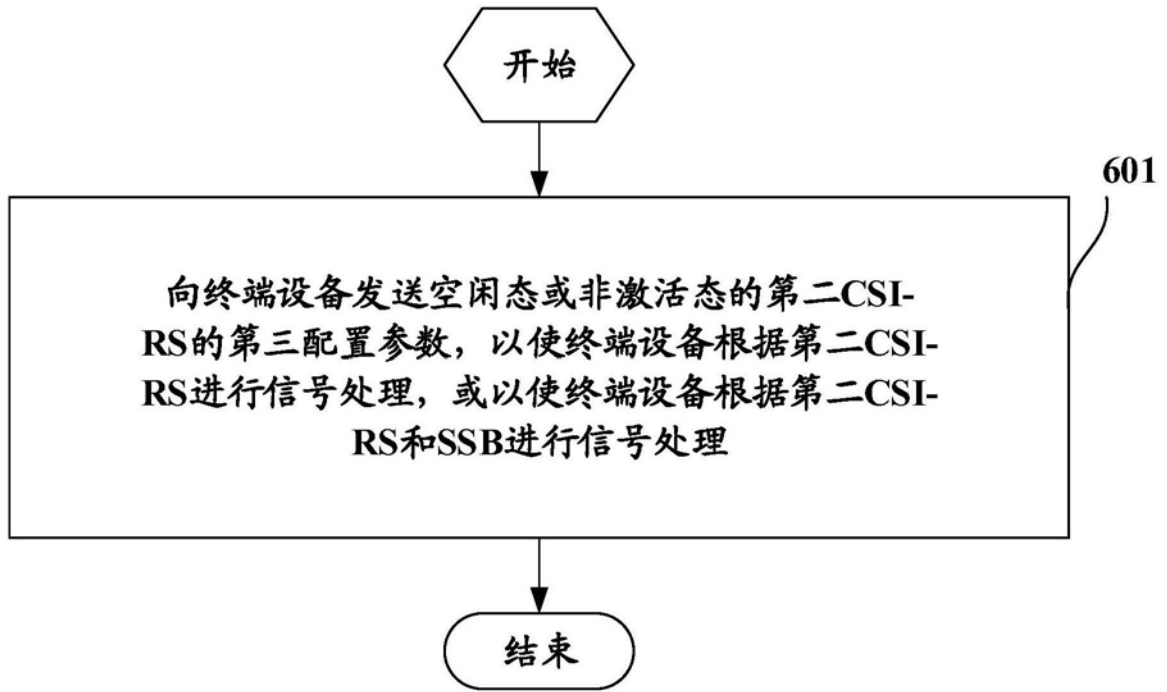 开始
601
向终端设备发送空闲态或非激活态的第二CSI-
RS的第三配置参数，以使终端设备根据第二CSI-
RS进行信号处理，或以使终端设备根据第二CSI-
RS和SSB进行信号处理
结束